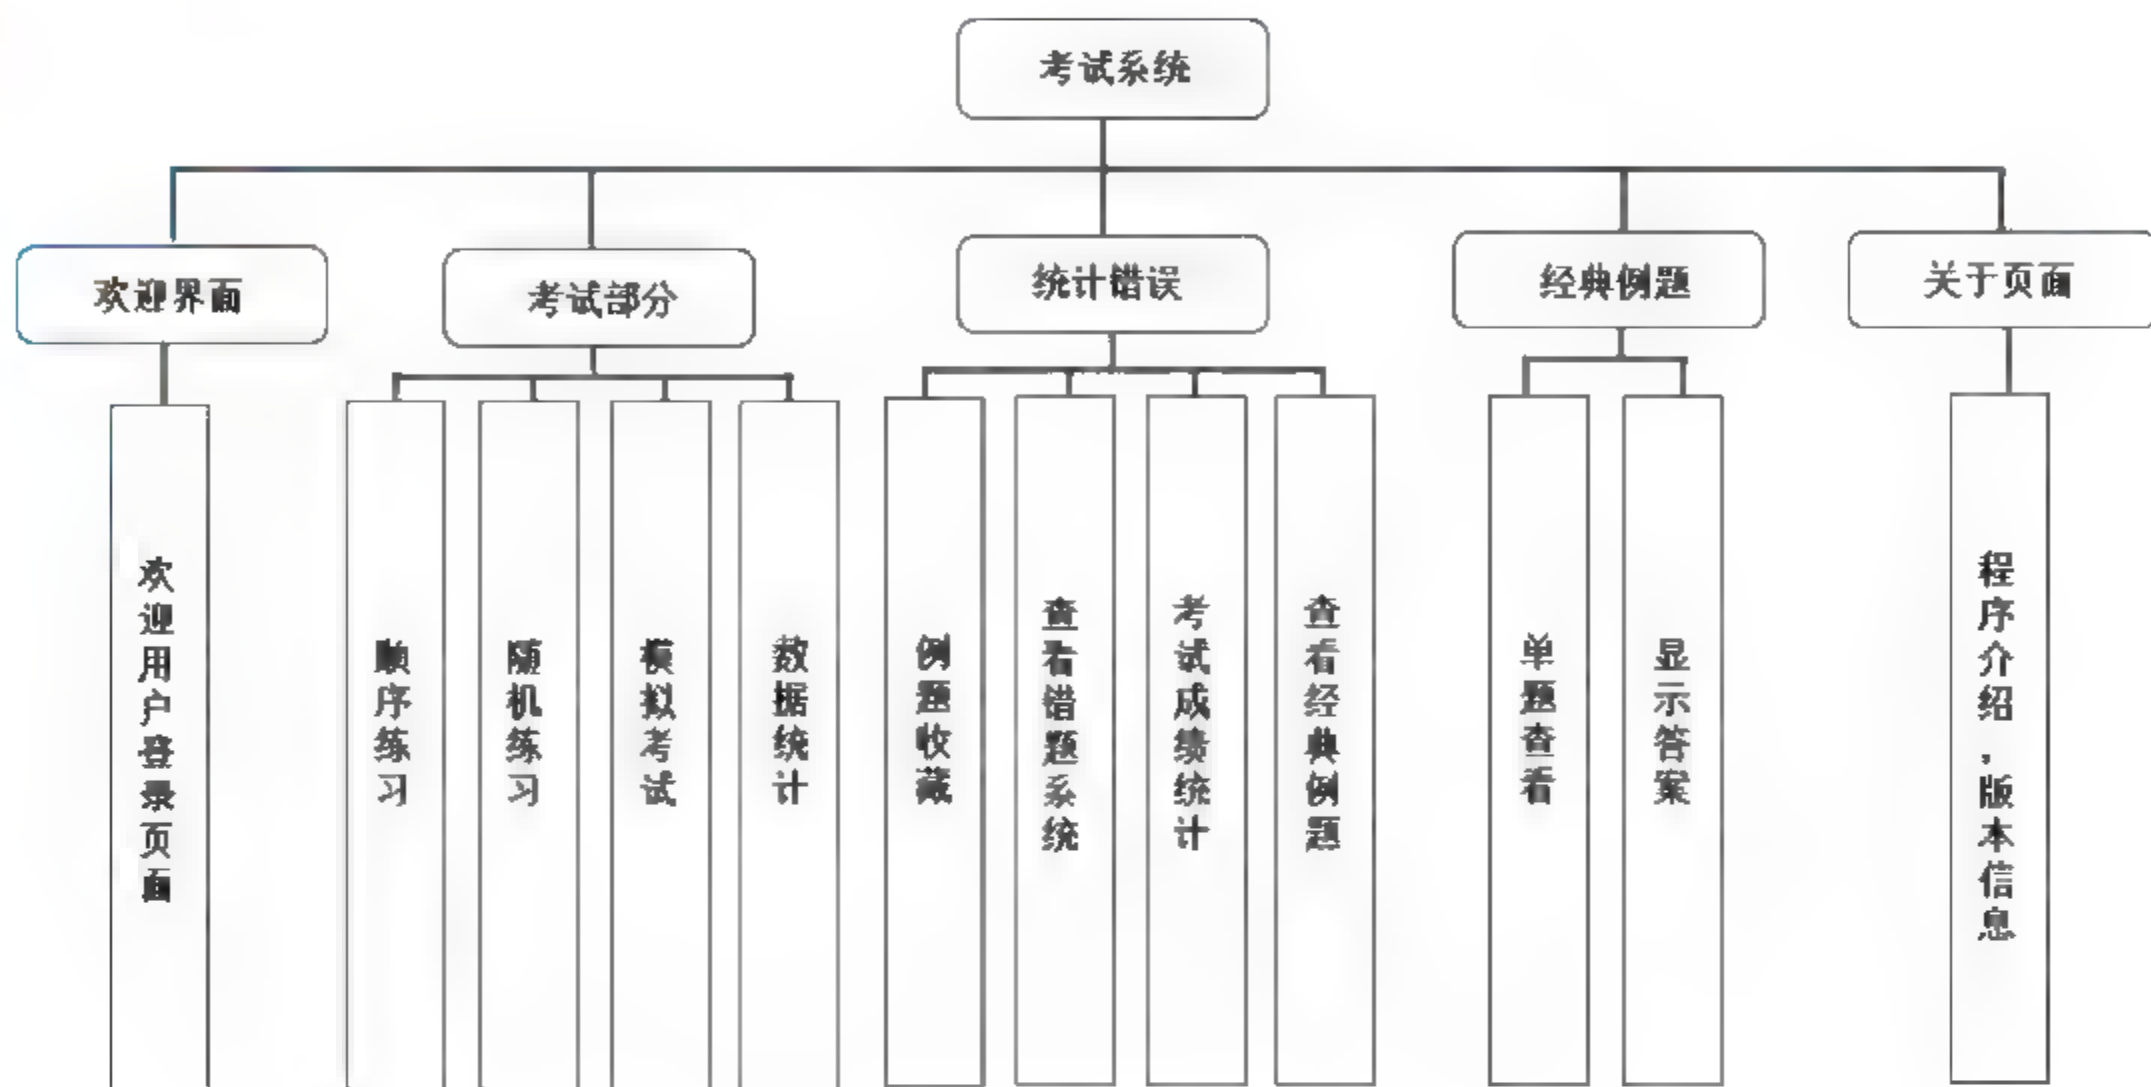 考试系统
欢迎界面
考试部分
统计错误
经典例题
关于页面
欢迎用户登录页面
顺序练习
随机练习
模拟考试
数据统计
例题收藏
查看错题系统
考试成绩统计
查看经典例题
单题查看
显示答案
程序介绍，版本信息